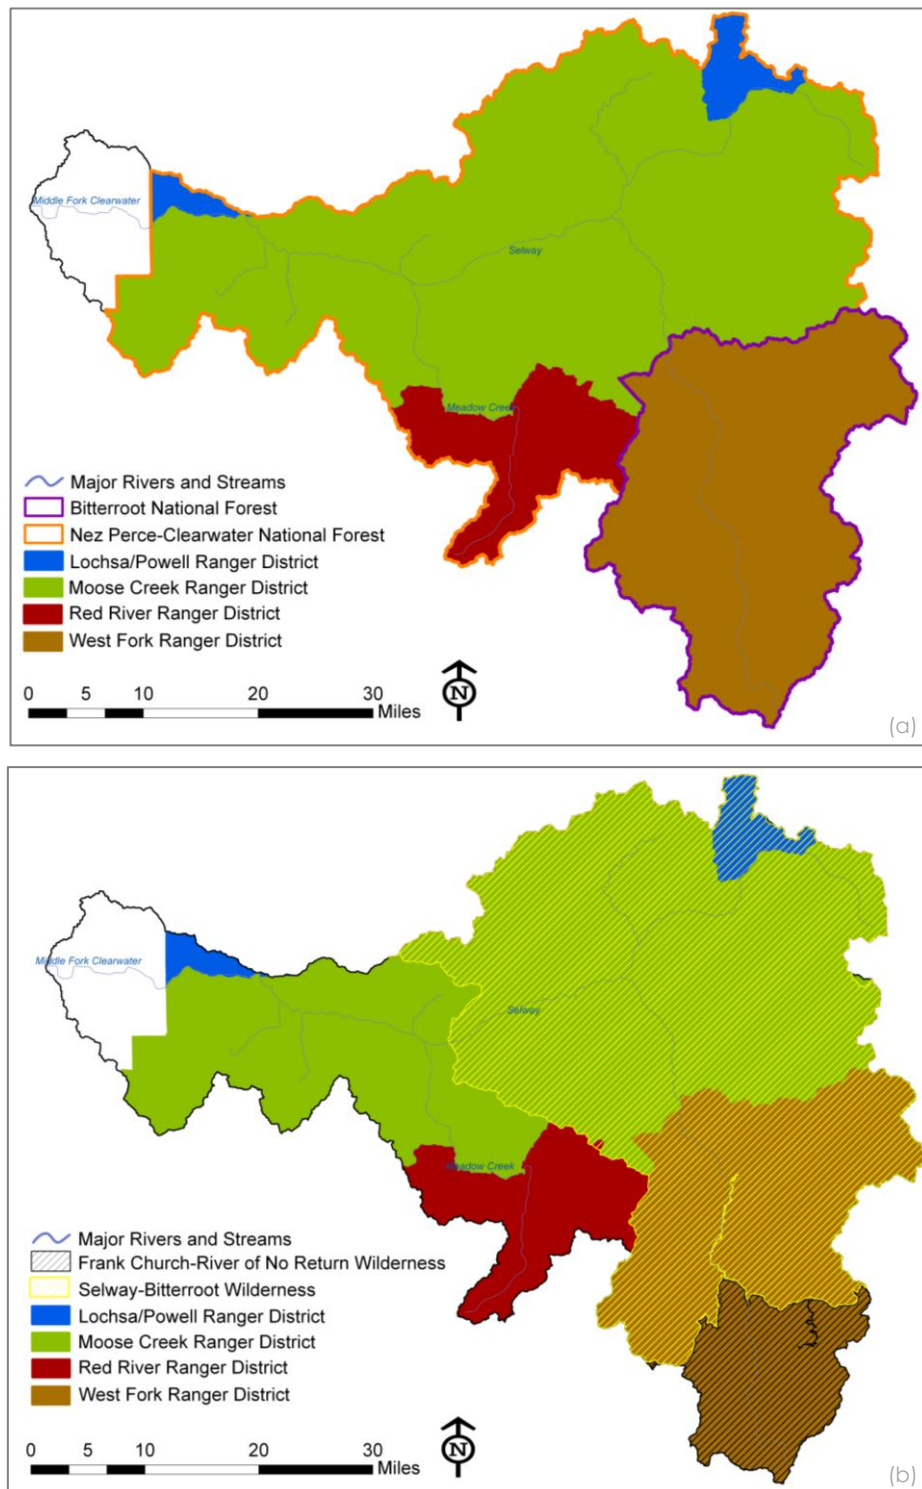 Middle Fork Clearwater
Selway
Meadow Creek
Major Rivers and Streams
Bitterroot National Forest
Nez Perce-Clearwater National Forest
Lochsa/Powell Ranger District
Moose Creek Ranger District
Red River Ranger District
West Fork Ranger District
0 5 10 20 30
Miles
N
(a)
Middle Fork Clearwater
Selway
Meadow Creek
Major Rivers and Streams
Frank Church-River of No Return Wilderness
Selway-Bitterroot Wilderness
Lochsa/Powell Ranger District
Moose Creek Ranger District
Red River Ranger District
West Fork Ranger District
0 5 10 20 30
Miles
N
(b)